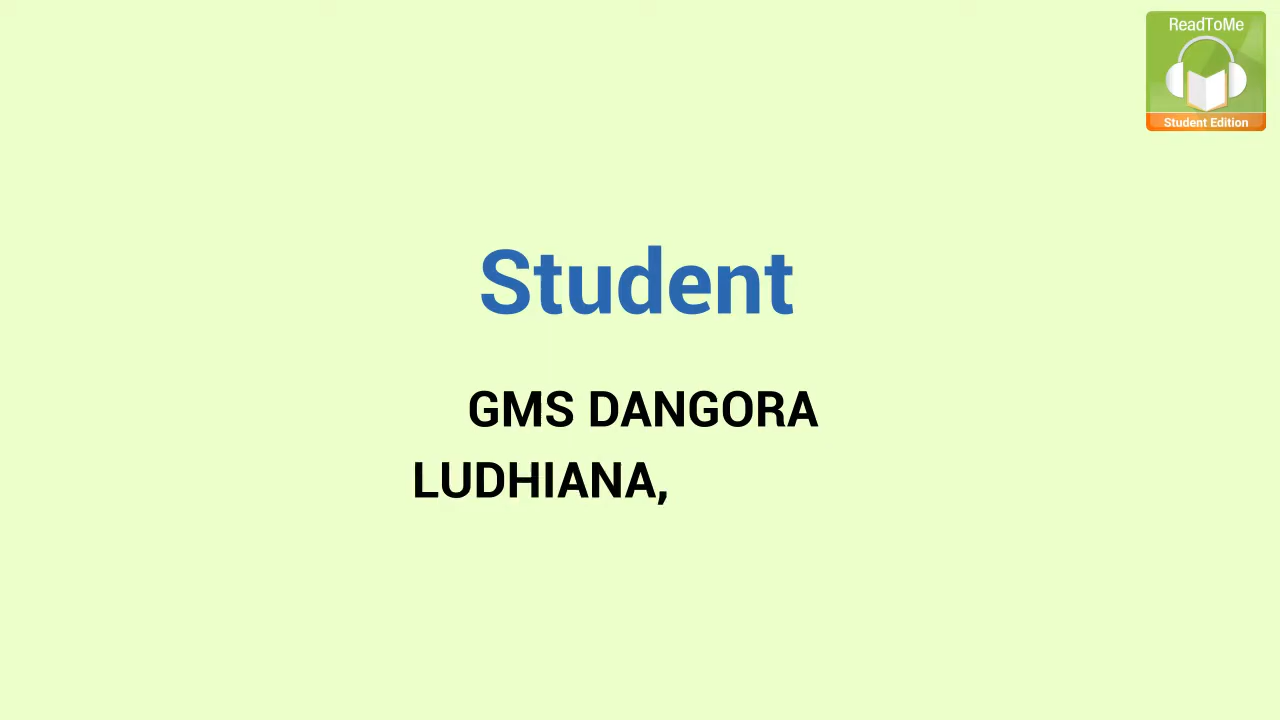 ReadToMe
Student Edition
Student
GMS DANGORA
LUDHIANA,